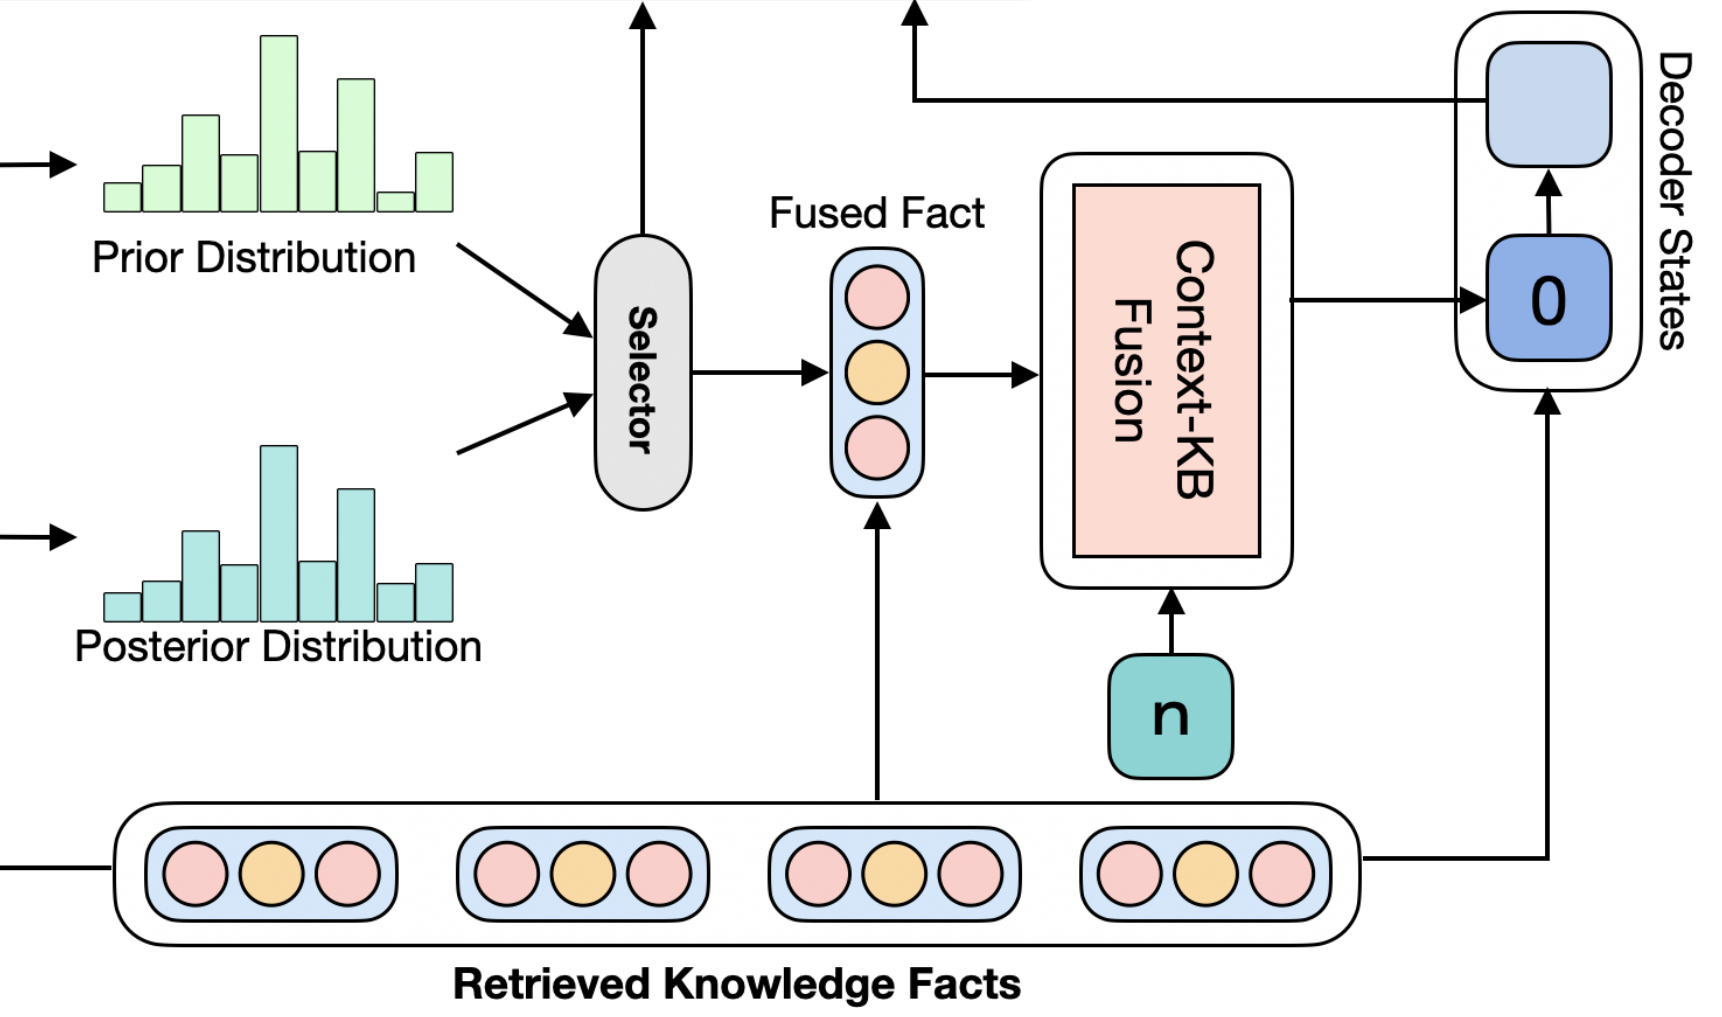 Prior Distribution
Posterior Distribution
Selector
Fused Fact
Context-KB
Fusion
n
0
Decoder States
Retrieved Knowledge Facts